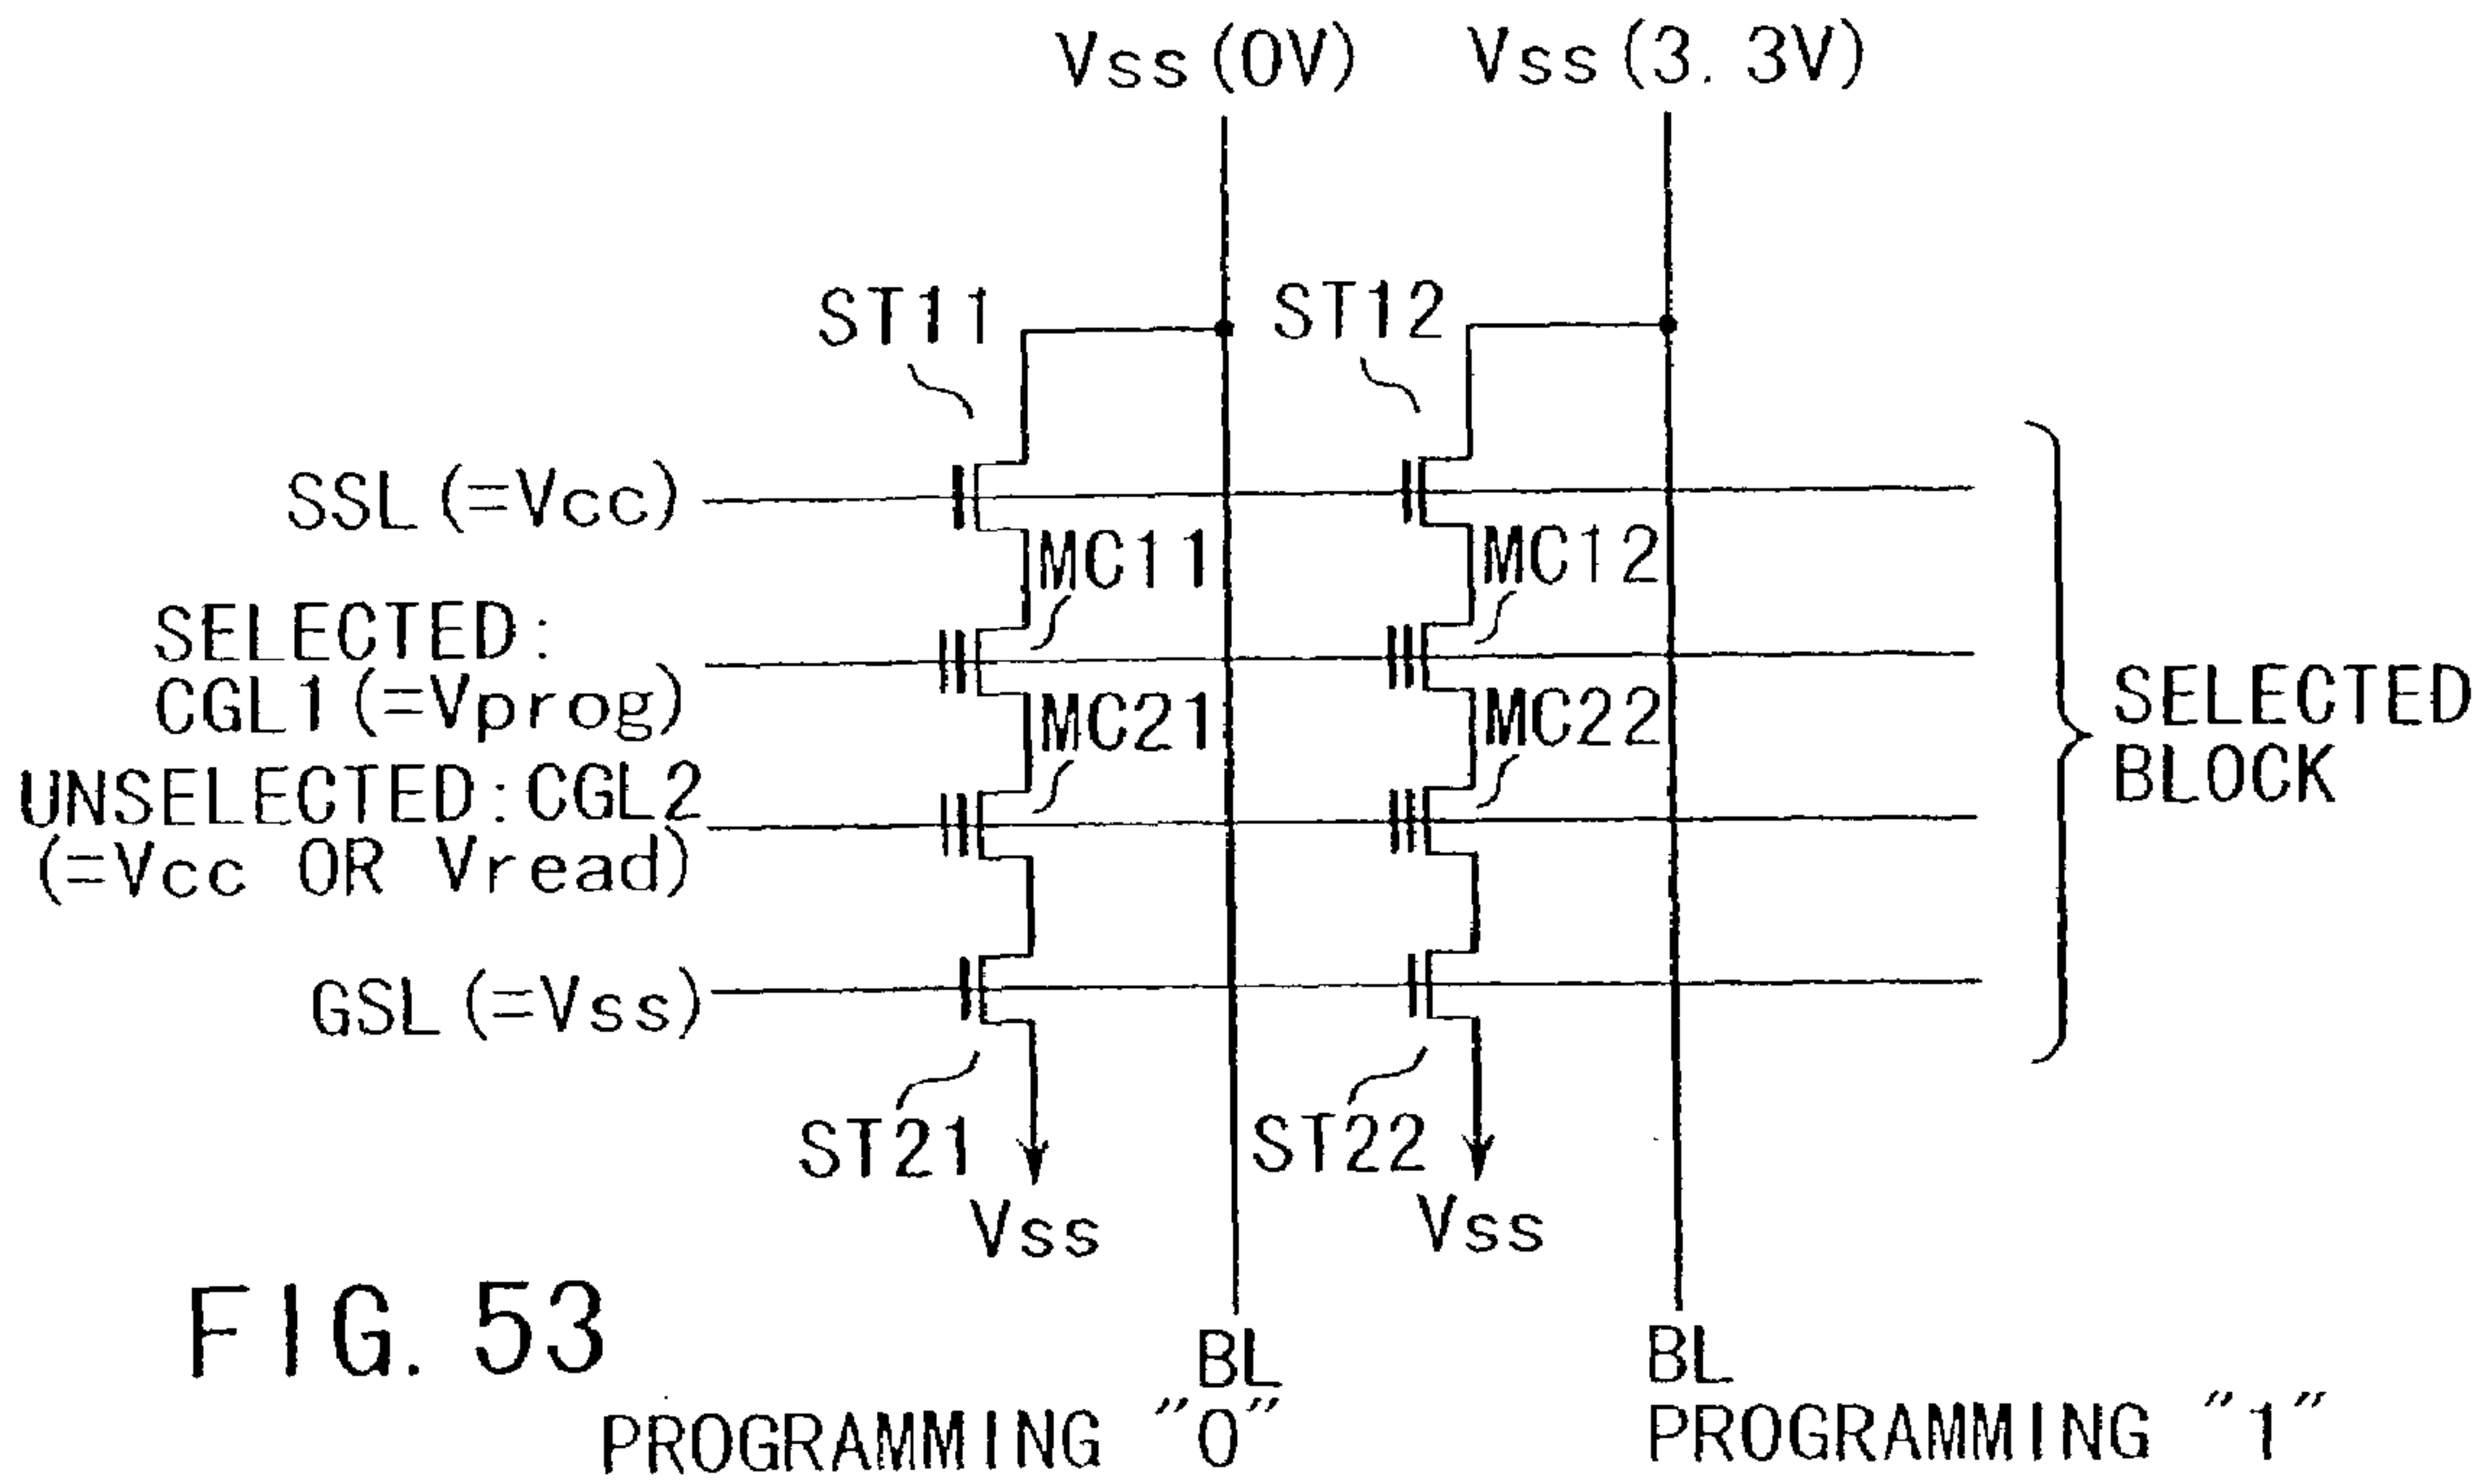 Vss(0V) Vss(3.3V)
ST11 ST12
SSL(=Vcc)
MC11 MC12
SELECTED:
CGL1(=Vprog)
MC21 MC22
SELECTED
BLOCK
UNSELECTED:CGL2
(=Vcc OR Vread)
GSL(=Vss)
ST21 ST22
Vss Vss
FIG. 53
BL BL
PROGRAMMING "0" PROGRAMMING "1"